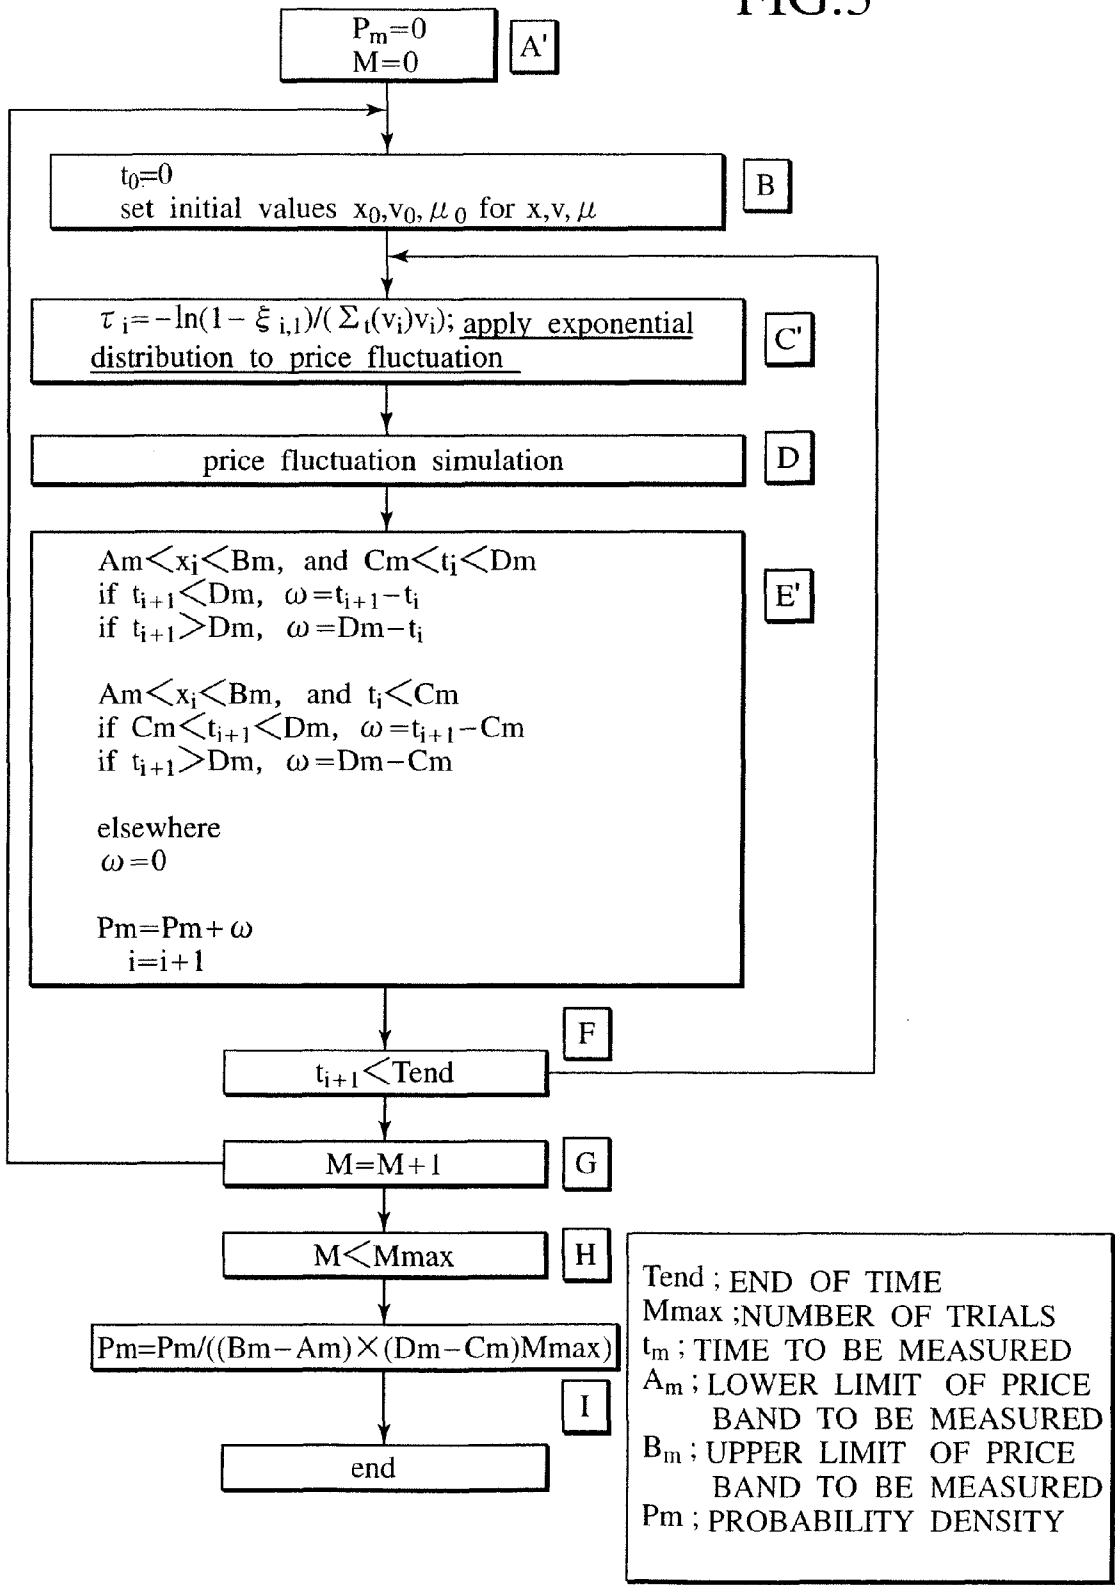 FIG.5
Pm=0
M=0
A'
t0=0
set initial values x0,v0, μ0 for x,v, μ
B
τi=−ln(1− ξi,1)/(Σt(vi)vi); apply exponential
distribution to price fluctuation
C'
price fluctuation simulation
D
Am<xi<Bm, and Cm<ti<Dm
if ti+1<Dm, ω=ti+1−ti
if ti+1>Dm, ω=Dm−ti
E'
Am<xi<Bm, and ti<Cm
if Cm<ti+1<Dm, ω=ti+1−Cm
if ti+1>Dm, ω=Dm−Cm
elsewhere
ω=0
Pm=Pm+ω
i=i+1
F
ti+1<Tend
M=M+1
G
M<Mmax
H
Pm=Pm/((Bm−Am)×(Dm−Cm)Mmax)
I
end
Tend ; END OF TIME
Mmax ;NUMBER OF TRIALS
tm ; TIME TO BE MEASURED
Am ; LOWER LIMIT OF PRICE
BAND TO BE MEASURED
Bm ; UPPER LIMIT OF PRICE
BAND TO BE MEASURED
Pm ; PROBABILITY DENSITY